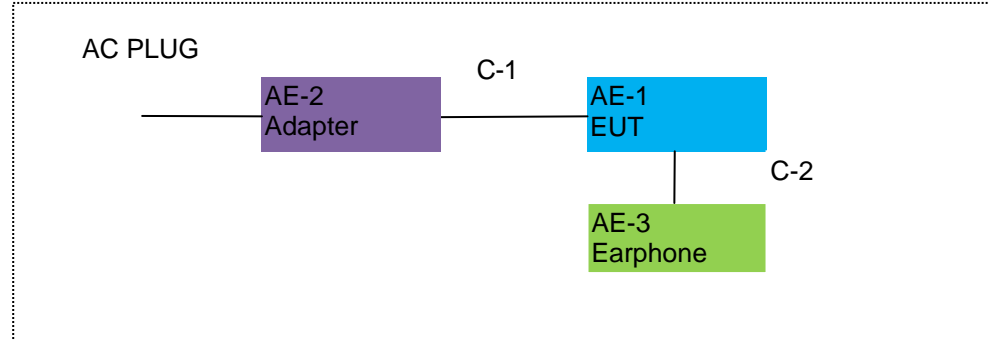 AC PLUG
C-1
AE-2
Adapter
AE-1
EUT
C-2
AE-3
Earphone